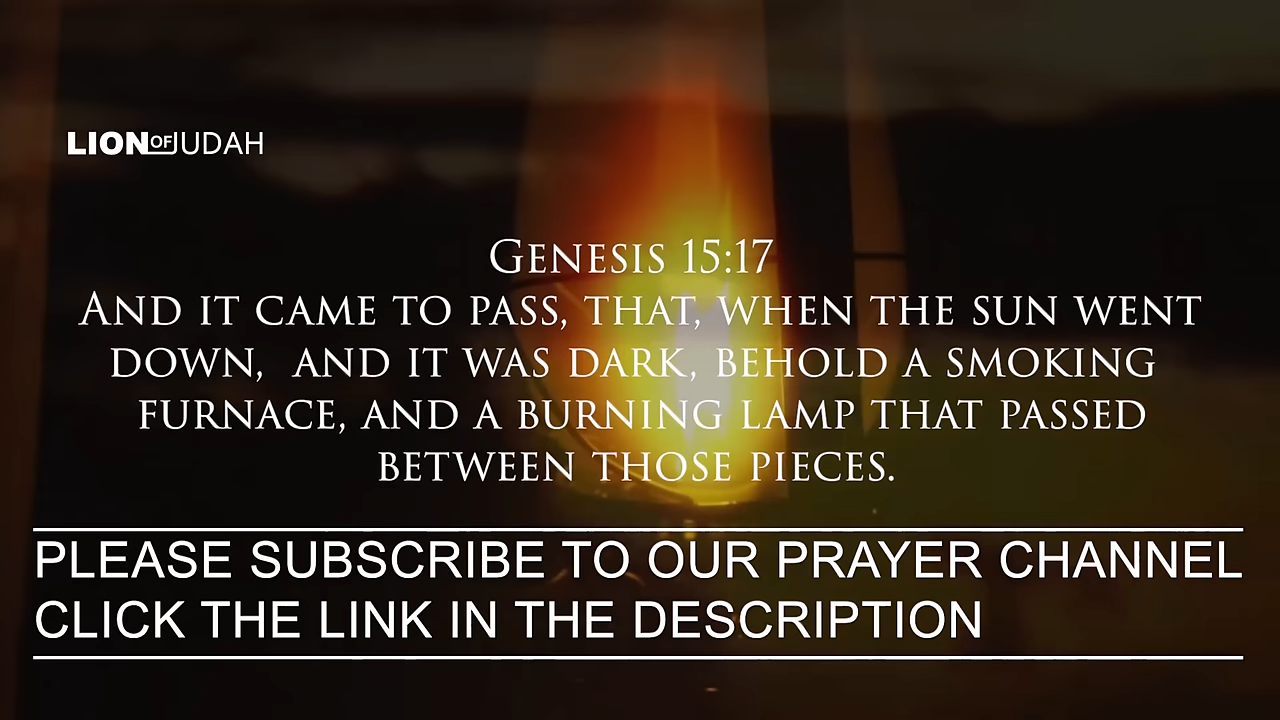 LION OF JUDAH
Genesis 15:17
And it came to pass, that, when the sun went
down,  and it was dark, behold a smoking
furnace, and a burning lamp that passed
between those pieces.
PLEASE SUBSCRIBE TO OUR PRAYER CHANNEL
CLICK THE LINK IN THE DESCRIPTION